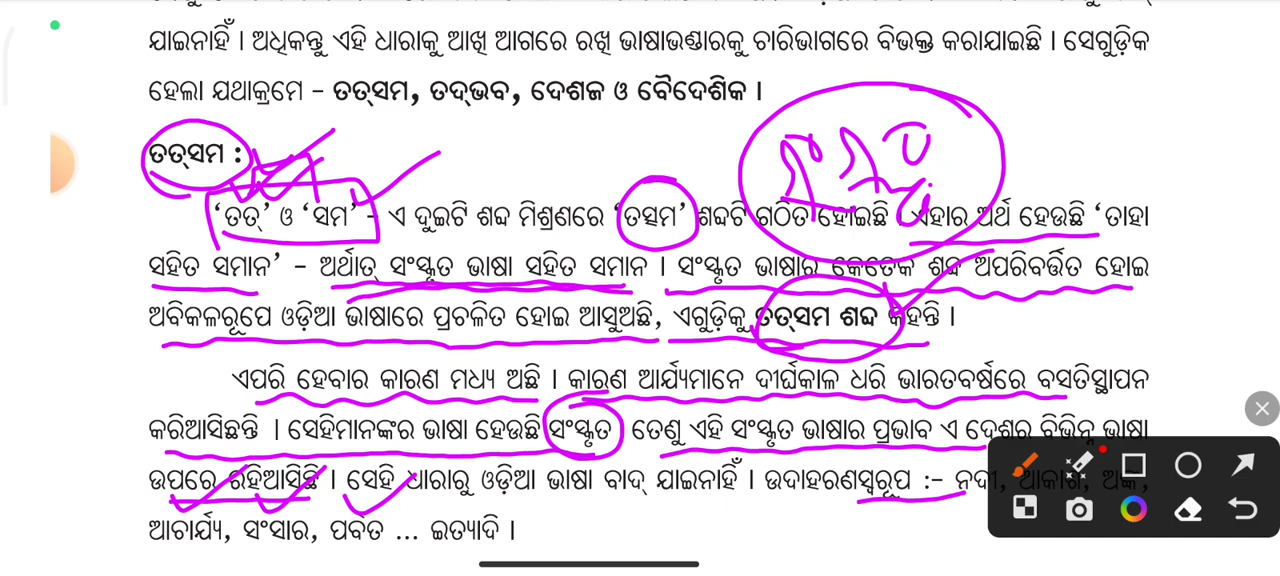 ଯାଇନାହିଁ । ଅଧିକନ୍ତୁ ଏହି ଧାରାକୁ ଆଖି ଆଗରେ ରଖି ଭାଷାଭଣ୍ଡାରକୁ ଚାରିଭାଗରେ ବିଭକ୍ତ କରାଯାଇଛି । ସେଗୁଡ଼ିକ
ହେଲା ଯଥାକ୍ରମେ – ତତ୍‌ସମ, ତଦ୍‌ଭବ, ଦେଶଜ ଓ ବୈଦେଶିକ ।
ତତ୍‌ସମ :
‘ତତ୍’ ଓ ‘ସମ’ – ଏ ଦୁଇଟି ଶବ୍ଦ ମିଶ୍ରଣରେ ‘ତତ୍ସମ’ ଶବ୍ଦଟି ଗଠିତ ହୋଇଛି । ଏହାର ଅର୍ଥ ହେଉଛି ‘ତାହା
ସହିତ ସମାନ’ – ଅର୍ଥାତ୍ ସଂସ୍କୃତ ଭାଷା ସହିତ ସମାନ । ସଂସ୍କୃତ ଭାଷାର କେତେକ ଶବ୍ଦ ଅପରିବର୍ତ୍ତିତ ହୋଇ
ଅବିକଳରୂପେ ଓଡ଼ିଆ ଭାଷାରେ ପ୍ରଚଳିତ ହୋଇ ଆସୁଅଛି, ଏଗୁଡ଼ିକୁ ତତ୍‌ସମ ଶବ୍ଦ କହନ୍ତି ।
ଏପରି ହେବାର କାରଣ ମଧ୍ୟ ଅଛି । କାରଣ ଆର୍ଯ୍ୟମାନେ ଦୀର୍ଘକାଳ ଧରି ଭାରତବର୍ଷରେ ବସତିସ୍ଥାପନ
କରିଆସିଛନ୍ତି । ସେହିମାନଙ୍କର ଭାଷା ହେଉଛି ସଂସ୍କୃତ ତେଣୁ ଏହି ସଂସ୍କୃତ ଭାଷାର ପ୍ରଭାବ ଏ ଦେଶର ବିଭିନ୍ନ ଭାଷା
ଉପରେ ରହିଆସିଛି । ସେହି ଧାରାରୁ ଓଡ଼ିଆ ଭାଷା ବାଦ୍ ଯାଇନାହିଁ । ଉଦାହରଣସ୍ୱରୂପ :– ନଦୀ, ଆକାଶ, ଅଙ୍କ,
ଆଚାର୍ଯ୍ୟ, ସଂସାର, ପର୍ବତ ... ଇତ୍ୟାଦି ।